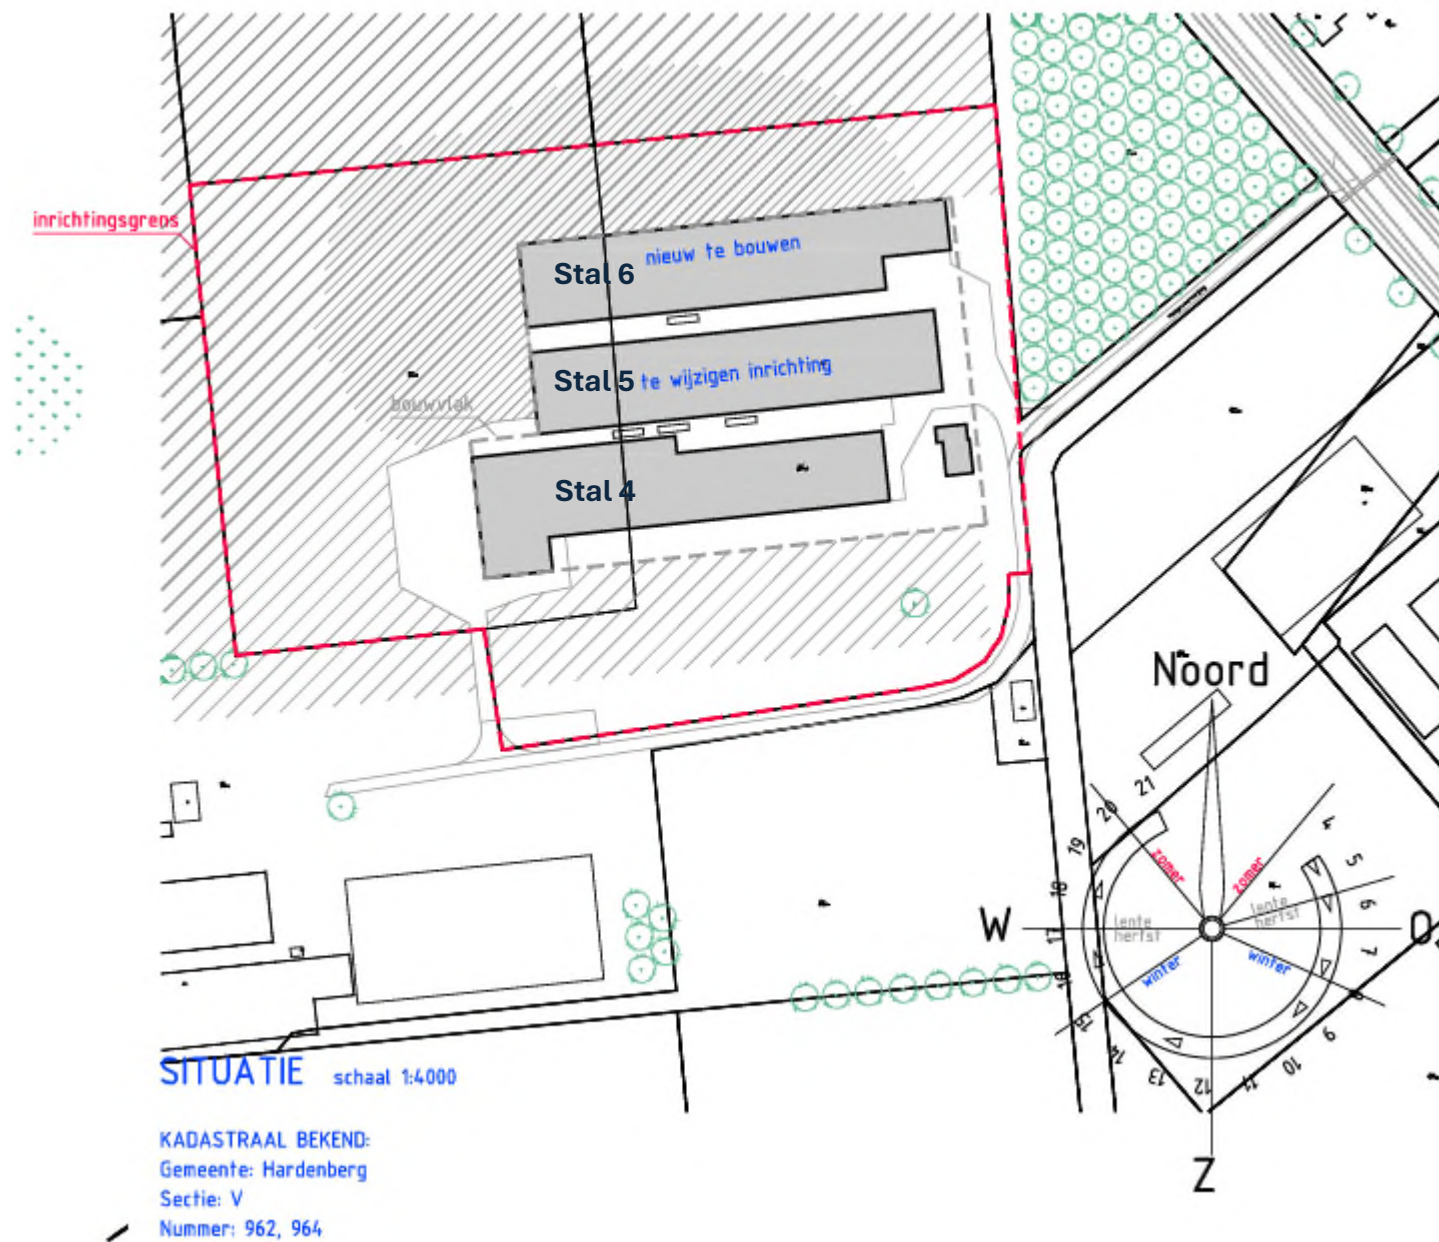 inrichtingsgrens
nieuw te bouwen
Stal 6
Stal 5 te wijzigen inrichting
bouwvlak
Stal 4
Noord
21
20
19
18
17
16
15
14
13
12
11
10
9
8
7
6
5
4
zomer
zomer
lente
herfst
lente
herfst
winter
winter
W
O
Z
SITUATIE schaal 1:4000
KADASTRAAL BEKEND:
Gemeente: Hardenberg
Sectie: V
Nummer: 962, 964